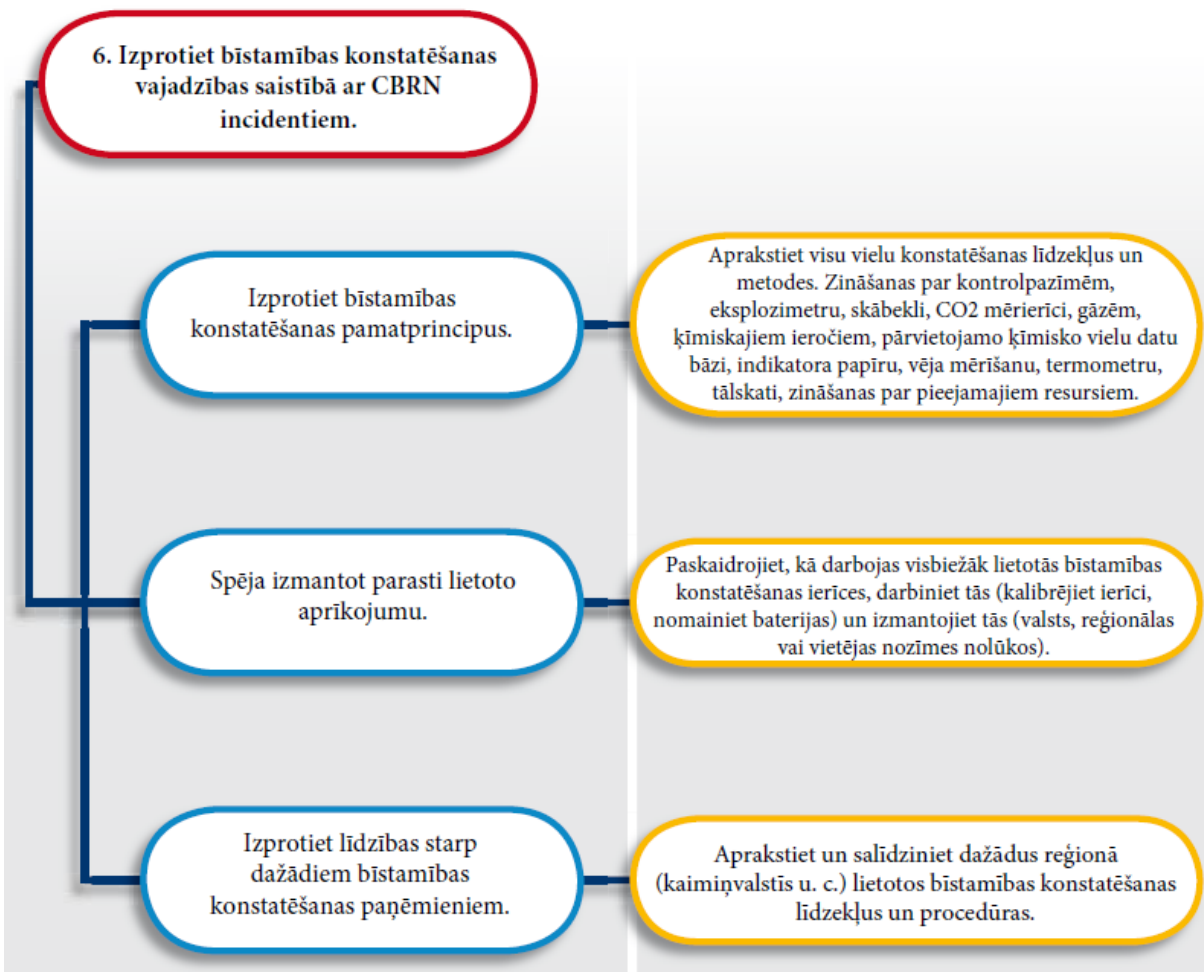 6. Izprotiet bīstamības konstatēšanas
vajadzības saistībā ar CBRN
incidentiem.
Izprotiet bīstamības
konstatēšanas pamatprincipus.
Aprakstiet visu vielu konstatēšanas līdzekļus un
metodes. Zināšanas par kontrolpazīmēm,
eksplozimetru, skābekli, CO2 mērierīci, gāzēm,
ķīmiskajiem ieročiem, pārvietojamo ķīmisko vielu datu
bāzi, indikatora papīru, vēja mērīšanu, termometru,
tālskati, zināšanas par pieejamajiem resursiem.
Spēja izmantot parasti lietoto
aprīkojumu.
Paskaidrojiet, kā darbojas visbiežāk lietotās bīstamības
konstatēšanas ierīces, darbiniet tās (kalibrējiet ierīci,
nomainiet baterijas) un izmantojiet tās (valsts, reģionālas
vai vietējas nozīmes nolūkos).
Izprotiet līdzības starp
dažādiem bīstamības
konstatēšanas paņēmieniem.
Aprakstiet un salīdziniet dažādus reģionā
(kaimiņvalstīs u. c.) lietotos bīstamības konstatēšanas
līdzekļus un procedūras.